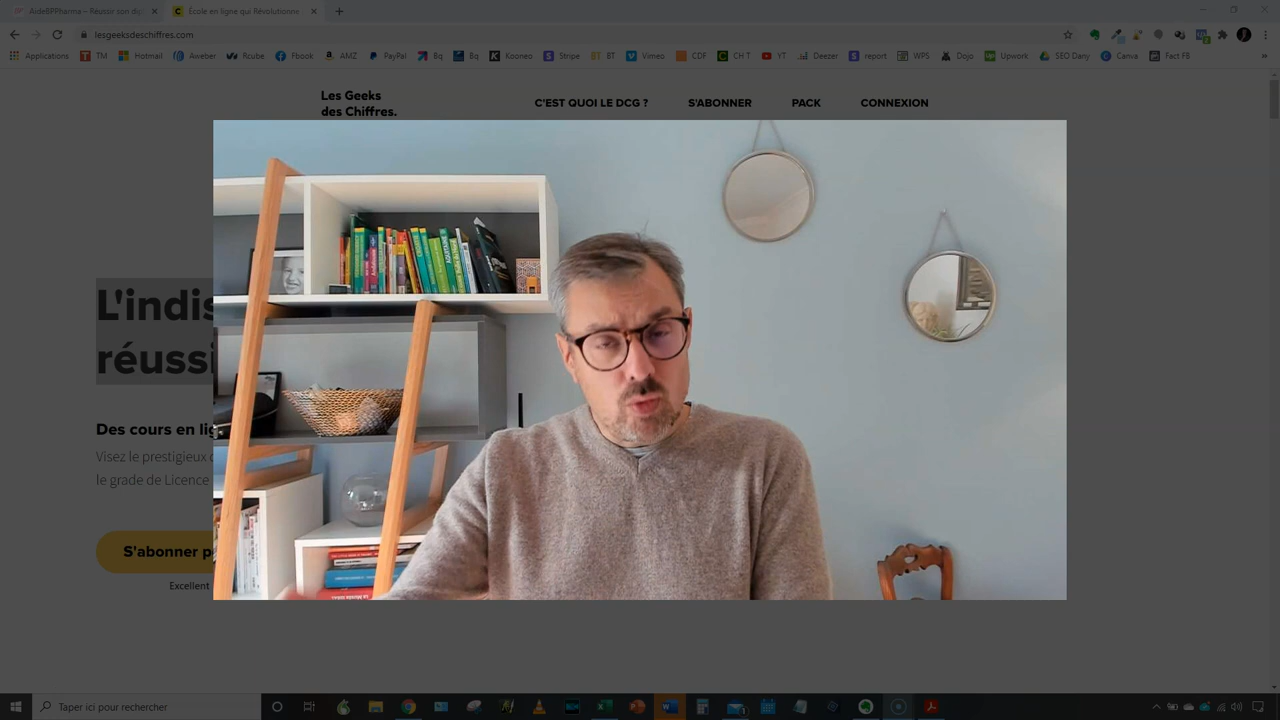 AideBPPharma – Réussir son
École en ligne qui Révolutionne
lesgeeksdeschiffres.com
Applications TM Hotmail Aweber Rcube Fbook AMZ PayPal Bq Bq Kooneo Stripe BT Vimeo CDF CH T YT Deezer report WPS Dojo Upwork SEO Dany Canva Fact FB
Les Geeks
des Chiffres.
C'EST QUOI LE DCG ? S'ABONNER PACK CONNEXION
L'indis
réussi
Des cours en lig
Visez le prestigieux
le grade de Licence
S'abonner p
Excellent
Taper ici pour rechercher